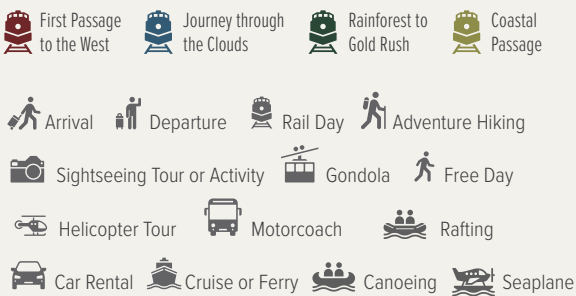 First Passage to the West
Journey through the Clouds
Rainforest to Gold Rush
Coastal Passage
Arrival Departure Rail Day Adventure Hiking
Sightseeing Tour or Activity Gondola Free Day
Helicopter Tour Motorcoach Rafting
Car Rental Cruise or Ferry Canoeing Seaplane